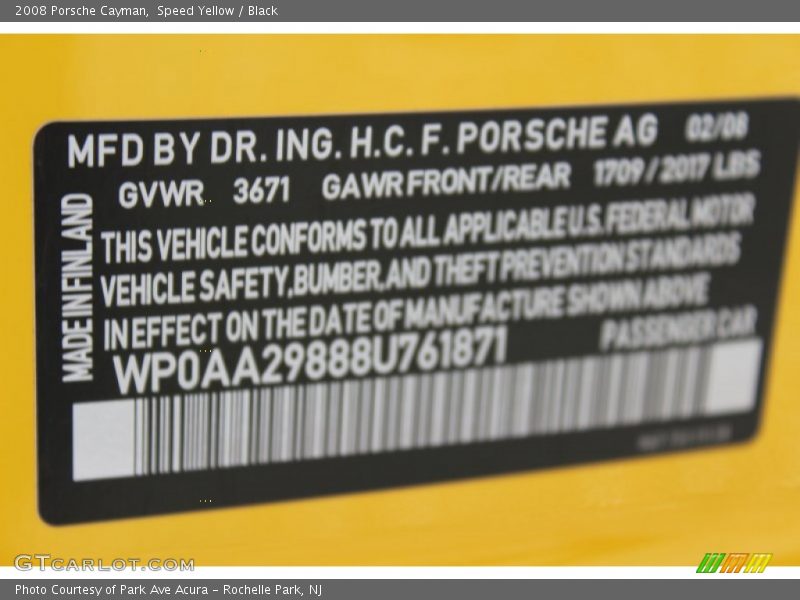 2008 Porsche Cayman, Speed Yellow / Black
MFD BY DR. ING. H.C. F. PORSCHE AG 02/08
GVWR 3671 GAWR FRONT/REAR 1709 / 2017 LBS
MADE IN FINLAND
THIS VEHICLE CONFORMS TO ALL APPLICABLE U.S. FEDERAL MOTOR
VEHICLE SAFETY, BUMBER, AND THEFT PREVENTION STANDARDS
IN EFFECT ON THE DATE OF MANUFACTURE SHOWN ABOVE
WP0AA29888U761871 PASSENGER CAR
GTCARLOT.COM
Photo Courtesy of Park Ave Acura - Rochelle Park, NJ